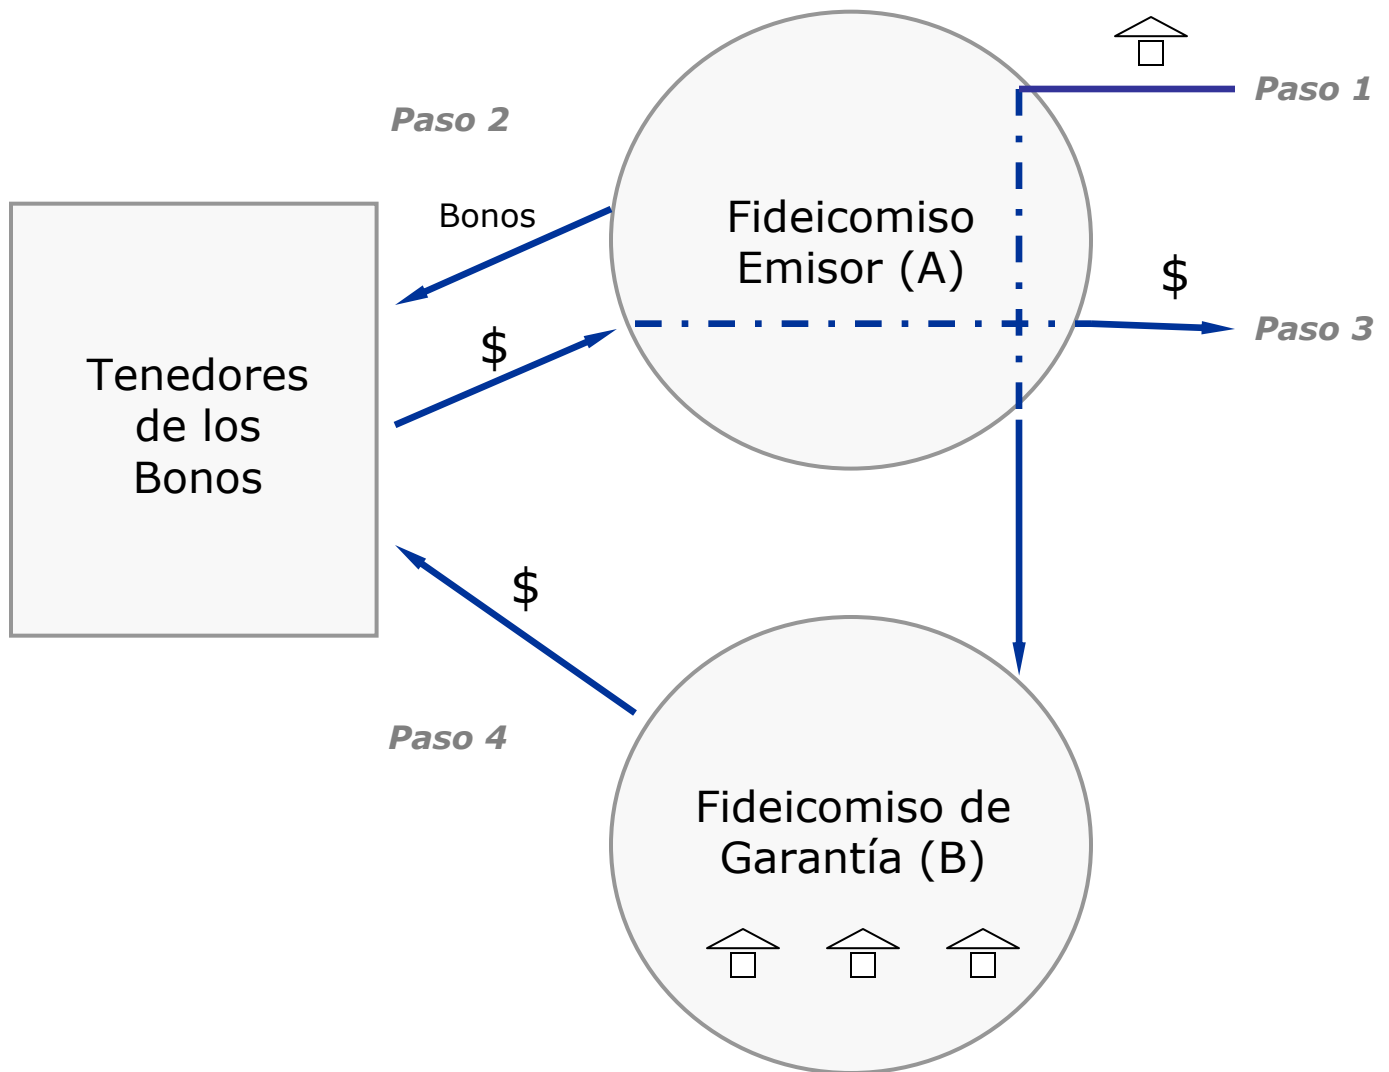 Paso 1
Paso 2
Bonos
Fideicomiso
Emisor (A)
$
Paso 3
$
Tenedores
de los
Bonos
$
Paso 4
Fideicomiso de
Garantía (B)